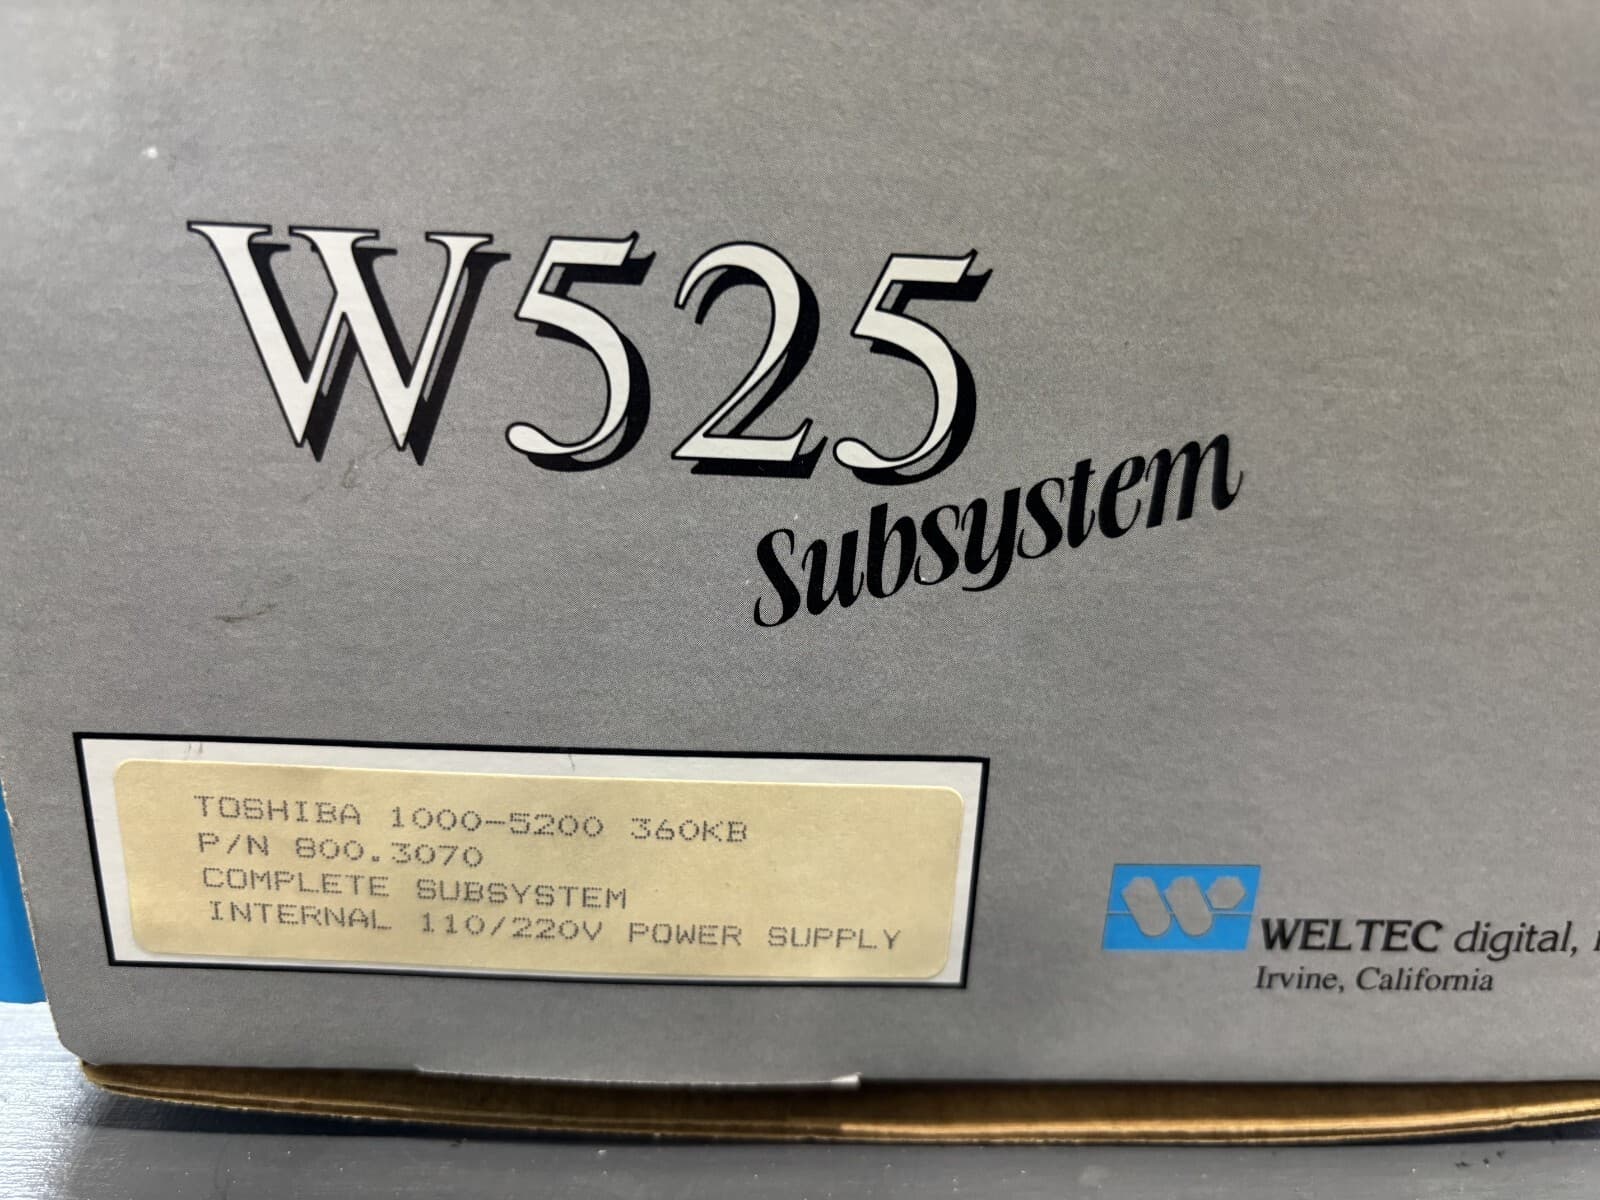 W525
Subsystem
TOSHIBA 1000-5200 360KB
P/N 800.3070
COMPLETE SUBSYSTEM
INTERNAL 110/220V POWER SUPPLY
WELTEC digital,
Irvine, California